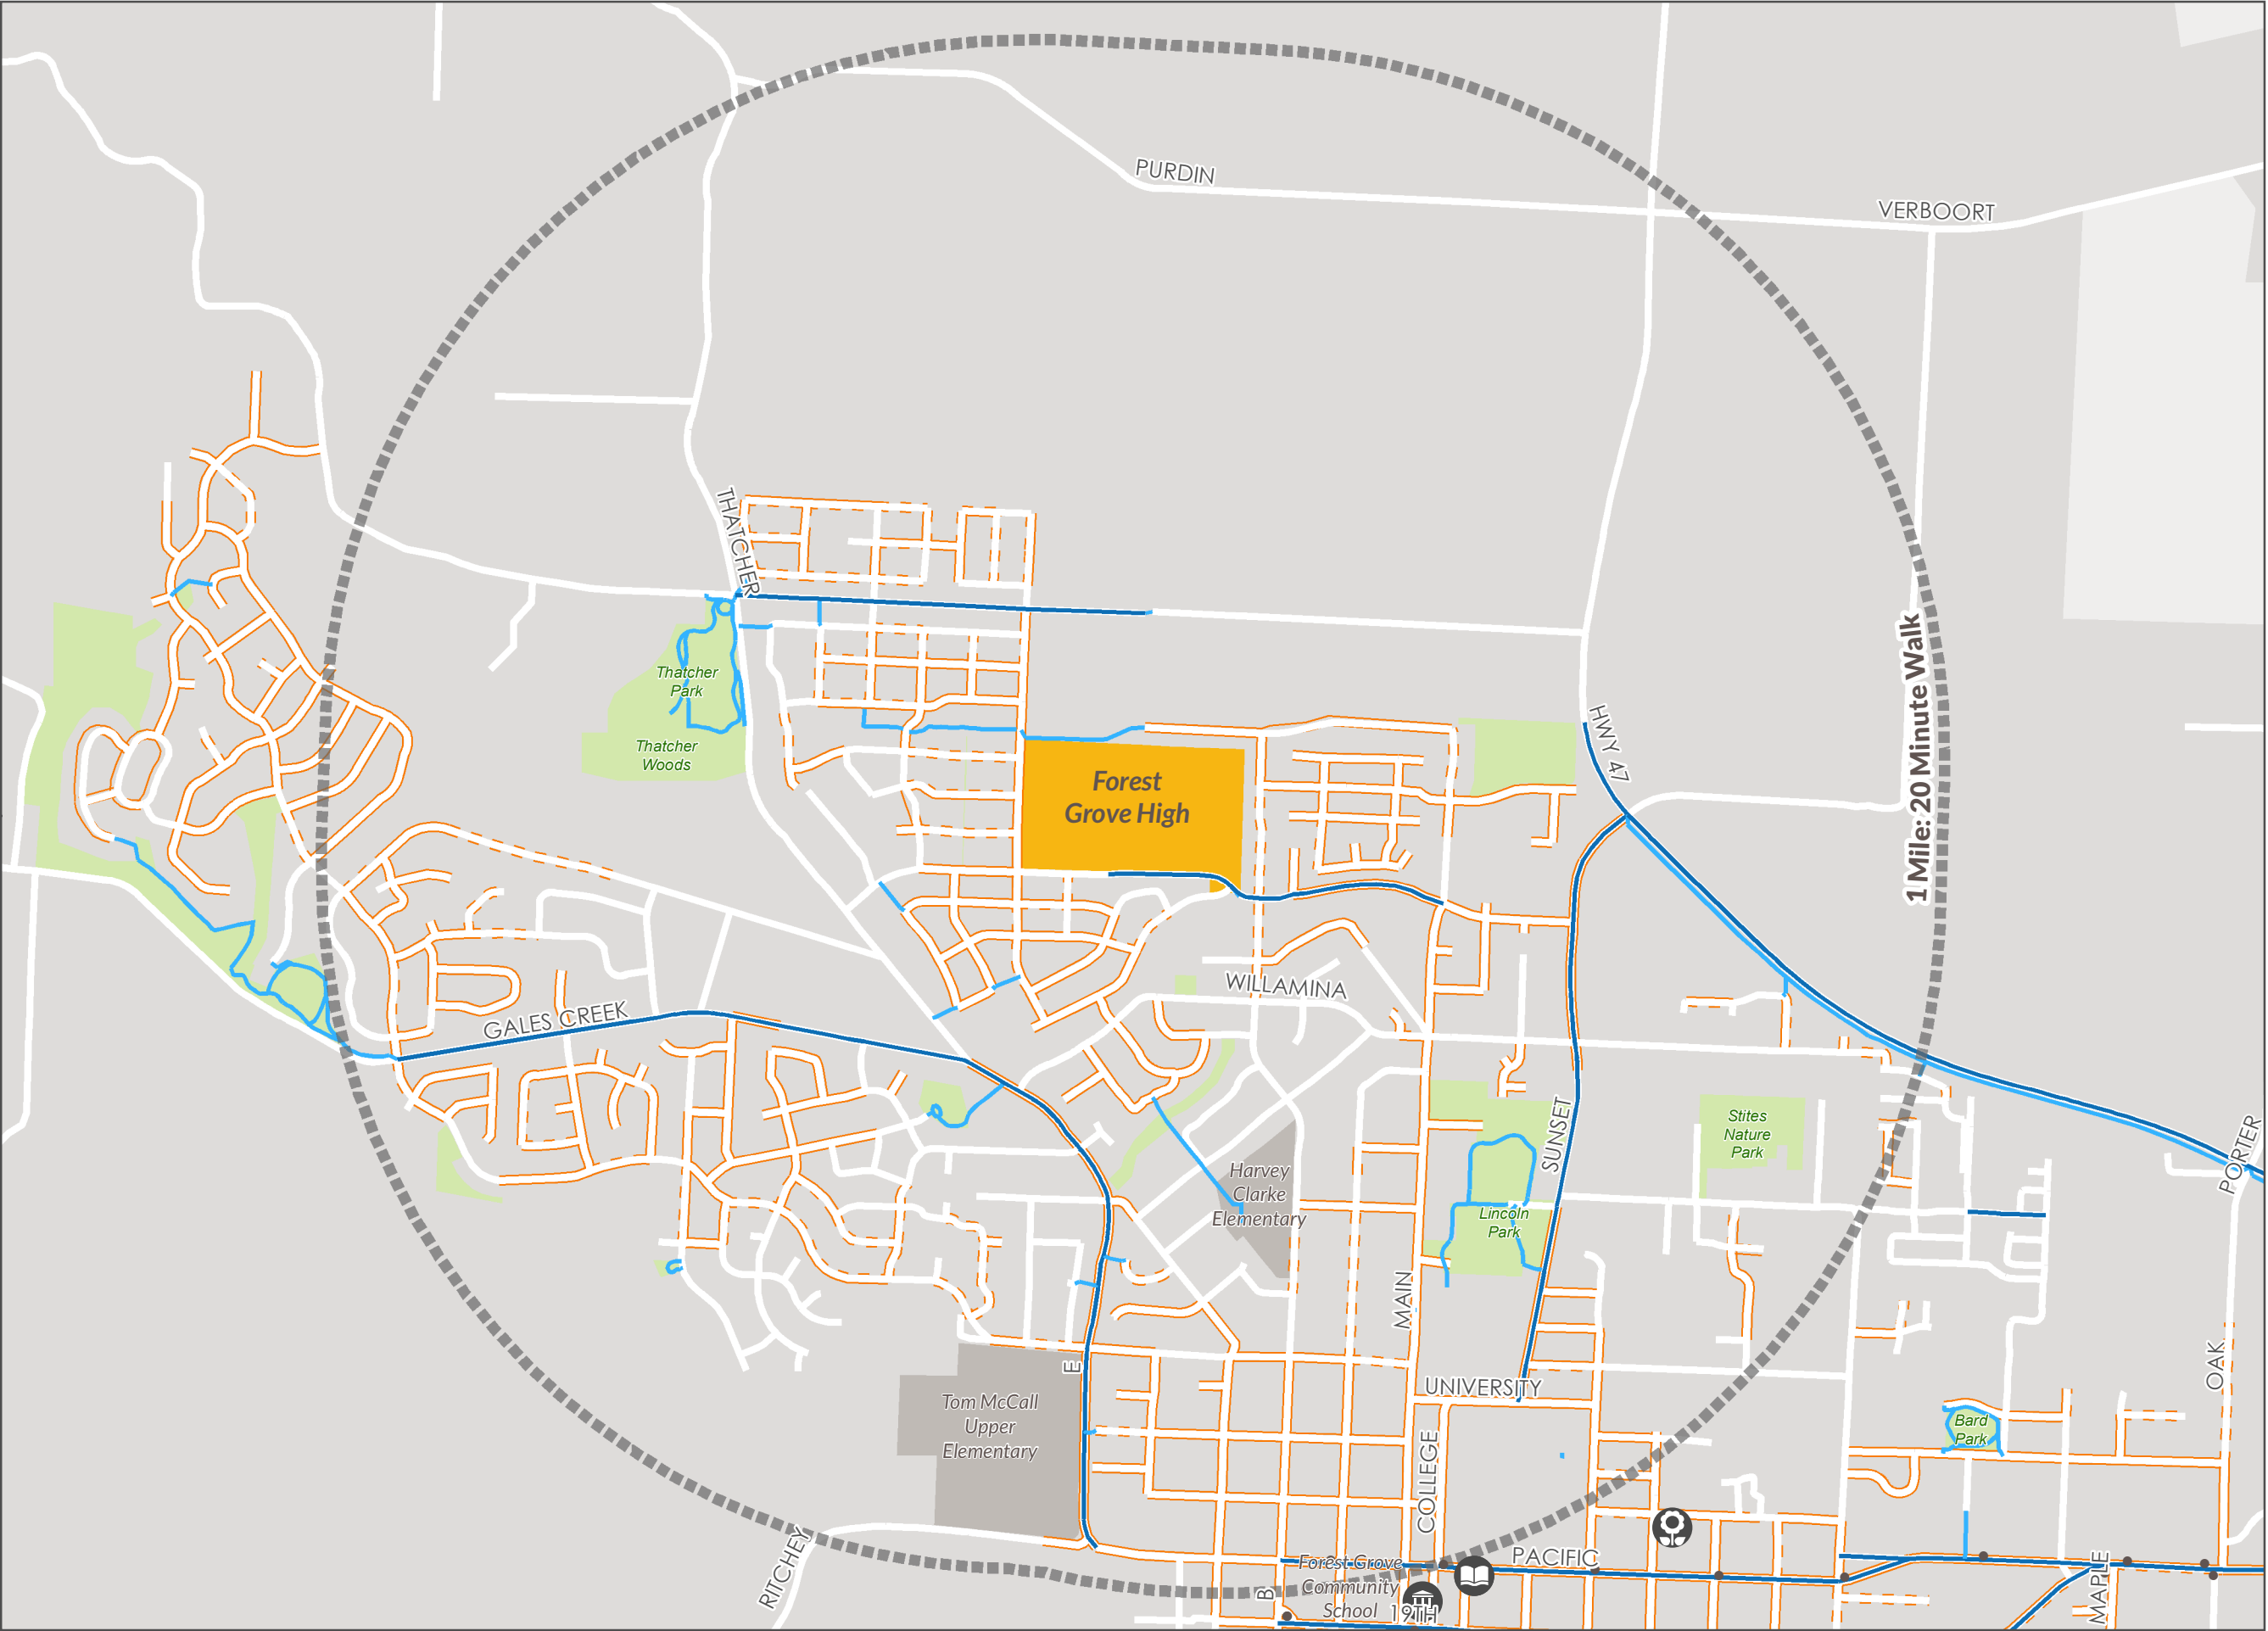 PURDIN
VERBOORT
THATCHER
Thatcher
Park
Thatcher
Woods
Forest
Grove High
HWY 47
1 Mile: 20 Minute Walk
WILLAMINA
GALES CREEK
SUNSET
Stites
Nature
Park
PORTER
Harvey
Clarke
Elementary
Lincoln
Park
MAIN
OAK
E
UNIVERSITY
Tom McCall
Upper
Elementary
Bard
Park
COLLEGE
RITCHEY
PACIFIC
Forest Grove
Community
School
B
19TH
MAPLE